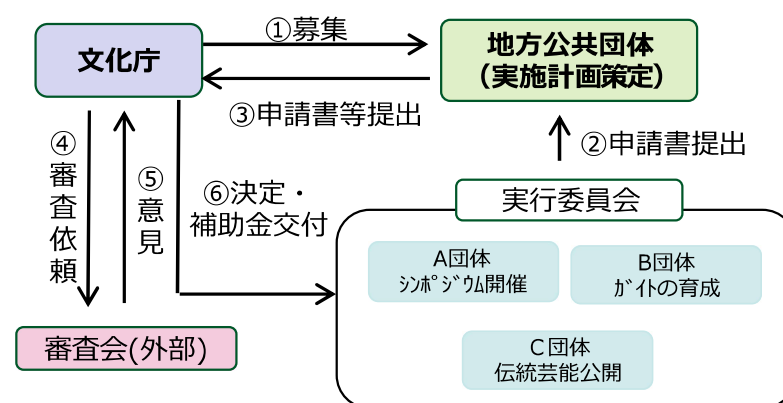 ①募集
文化庁
地方公共団体
（実施計画策定）
③申請書等提出
②申請書提出
④審査依頼
⑤意見
⑥決定・
補助金交付
実行委員会
A団体
ｼﾝﾎﾟｼﾞｳﾑ開催
B団体
ｶﾞｲﾄの育成
審査会(外部)
C団体
伝統芸能公開